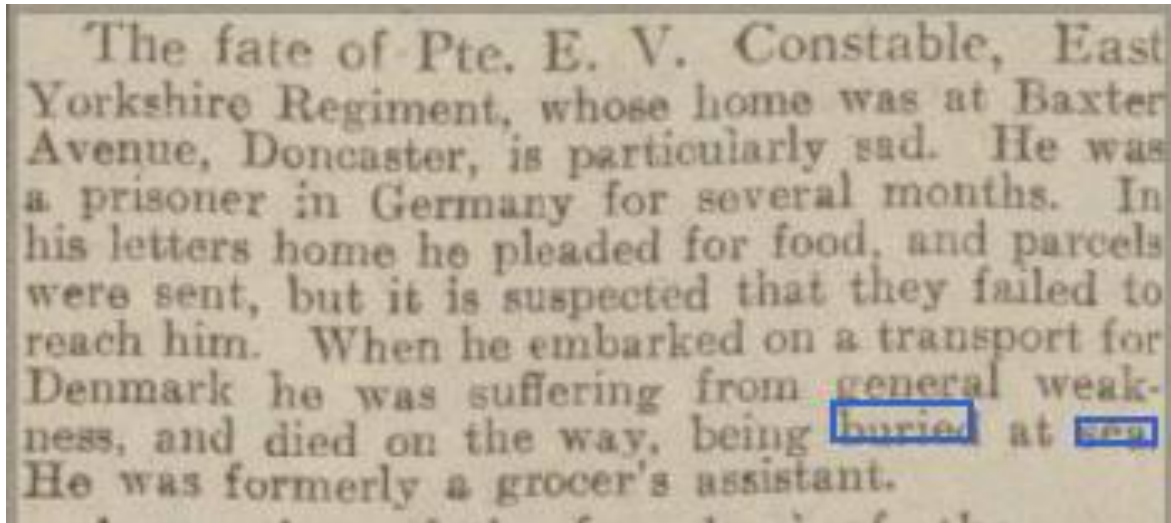 The fate of Pte. E. V. Constable, East
Yorkshire Regiment, whose home was at Baxter
Avenue, Doncaster, is particularly sad. He was
a prisoner in Germany for several months. In
his letters home he pleaded for food, and parcels
were sent, but it is suspected that they failed to
reach him. When he embarked on a transport for
Denmark he was suffering from general weak-
ness, and died on the way, being buried at sea
He was formerly a grocer's assistant.